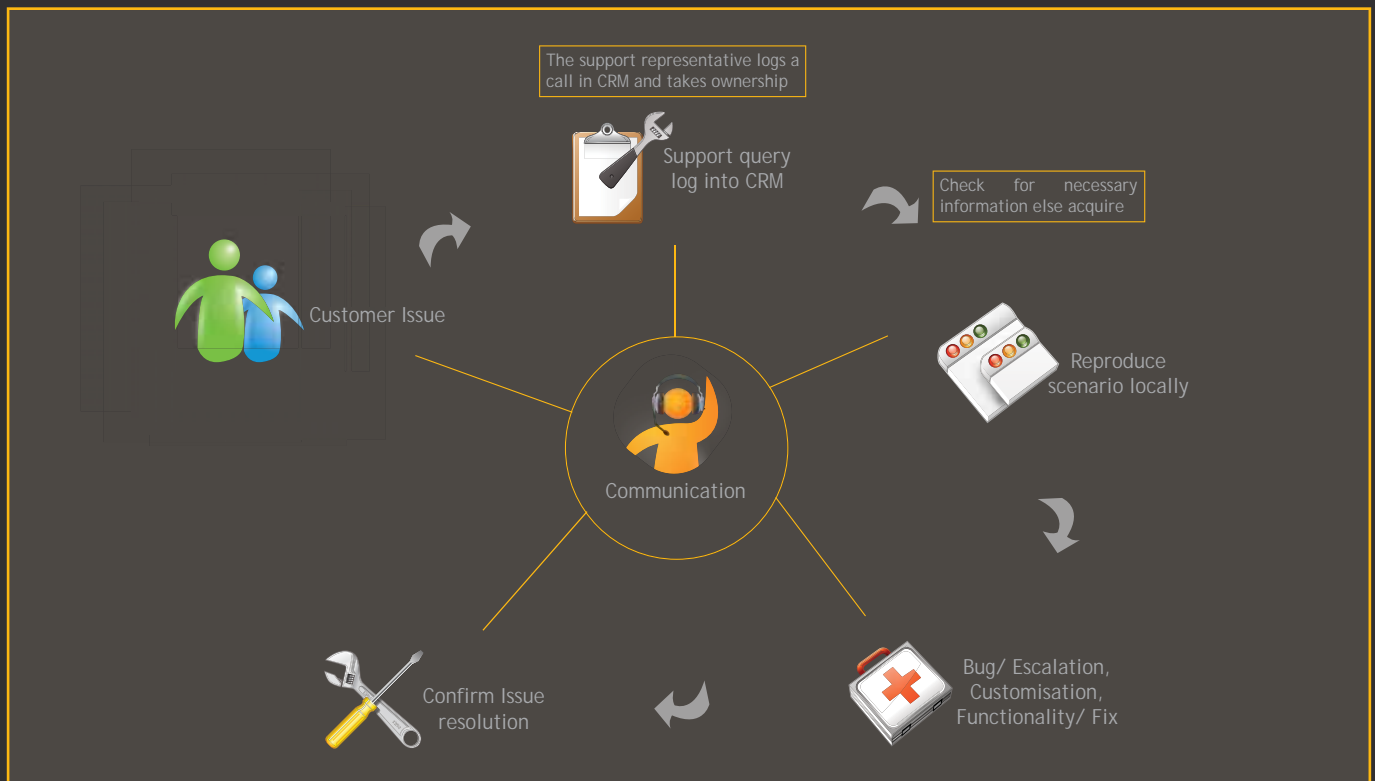 The support representative logs a
call in CRM and takes ownership
Support query
log into CRM
Check for necessary
information else acquire
Customer Issue
Reproduce
scenario locally
Communication
Bug/ Escalation,
Customisation,
Functionality/ Fix
Confirm Issue
resolution